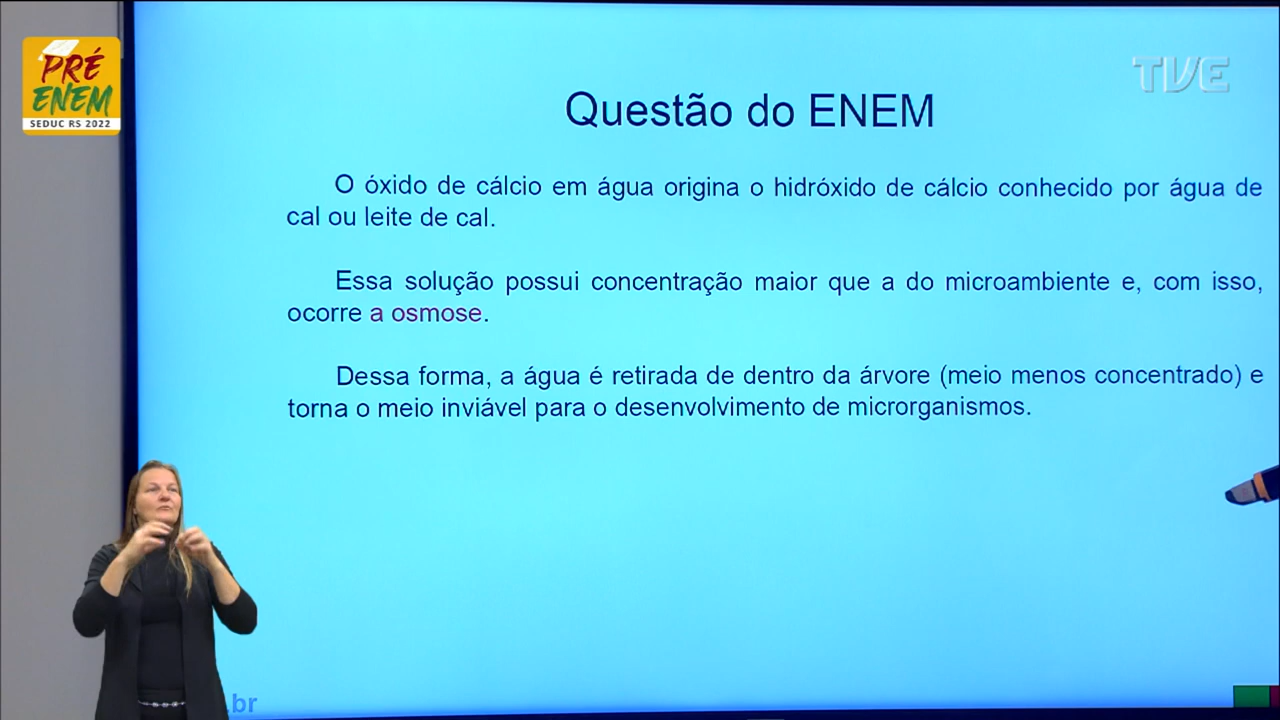 PRÉ
ENEM
SEDUC RS 2022
TVE
Questão do ENEM
O óxido de cálcio em água origina o hidróxido de cálcio conhecido por água de
cal ou leite de cal.
Essa solução possui concentração maior que a do microambiente e, com isso,
ocorre a osmose.
Dessa forma, a água é retirada de dentro da árvore (meio menos concentrado) e
torna o meio inviável para o desenvolvimento de microrganismos.
.br